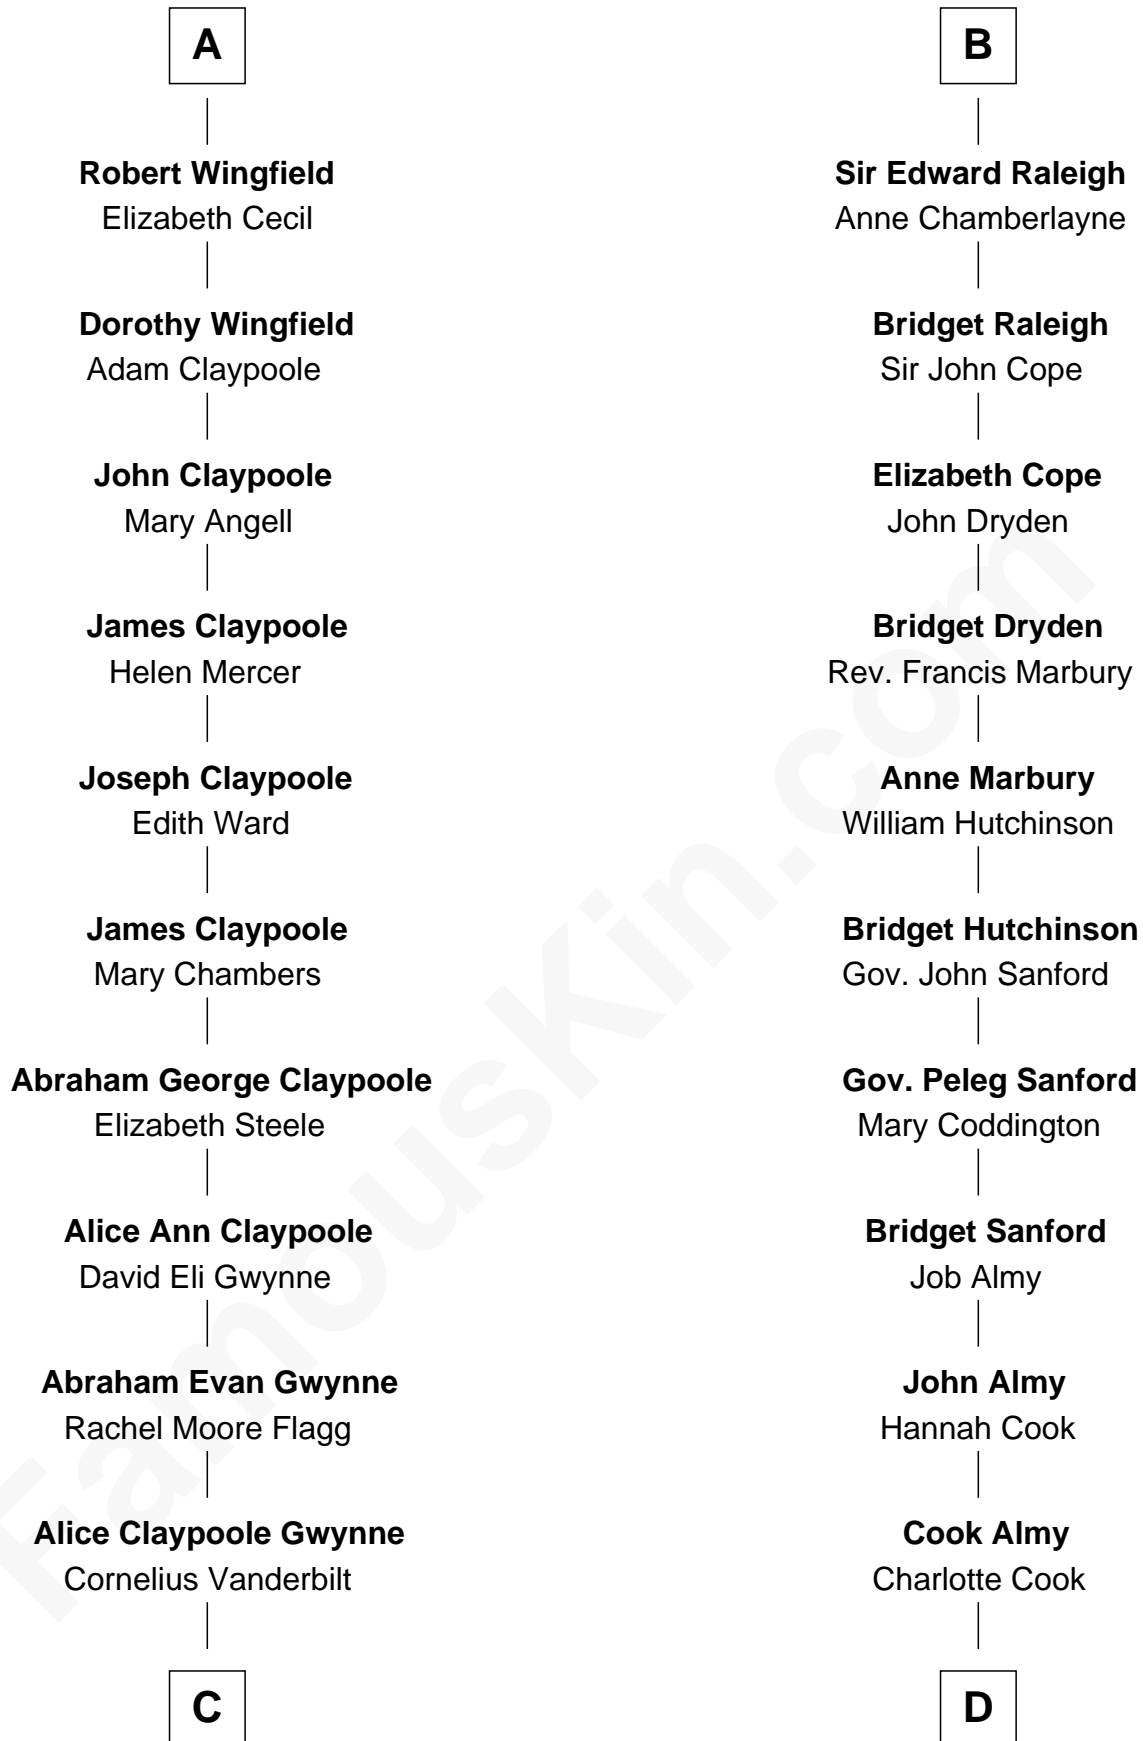 A
Robert Wingfield
Elizabeth Cecil
Dorothy Wingfield
Adam Claypoole
John Claypoole
Mary Angell
James Claypoole
Helen Mercer
Joseph Claypoole
Edith Ward
James Claypoole
Mary Chambers
Abraham George Claypoole
Elizabeth Steele
Alice Ann Claypoole
David Eli Gwynne
Abraham Evan Gwynne
Rachel Moore Flagg
Alice Claypoole Gwynne
Cornelius Vanderbilt
C
B
Sir Edward Raleigh
Anne Chamberlayne
Bridget Raleigh
Sir John Cope
Elizabeth Cope
John Dryden
Bridget Dryden
Rev. Francis Marbury
Anne Marbury
William Hutchinson
Bridget Hutchinson
Gov. John Sanford
Gov. Peleg Sanford
Mary Coddington
Bridget Sanford
Job Almy
John Almy
Hannah Cook
Cook Almy
Charlotte Cook
D
FamousKin.com